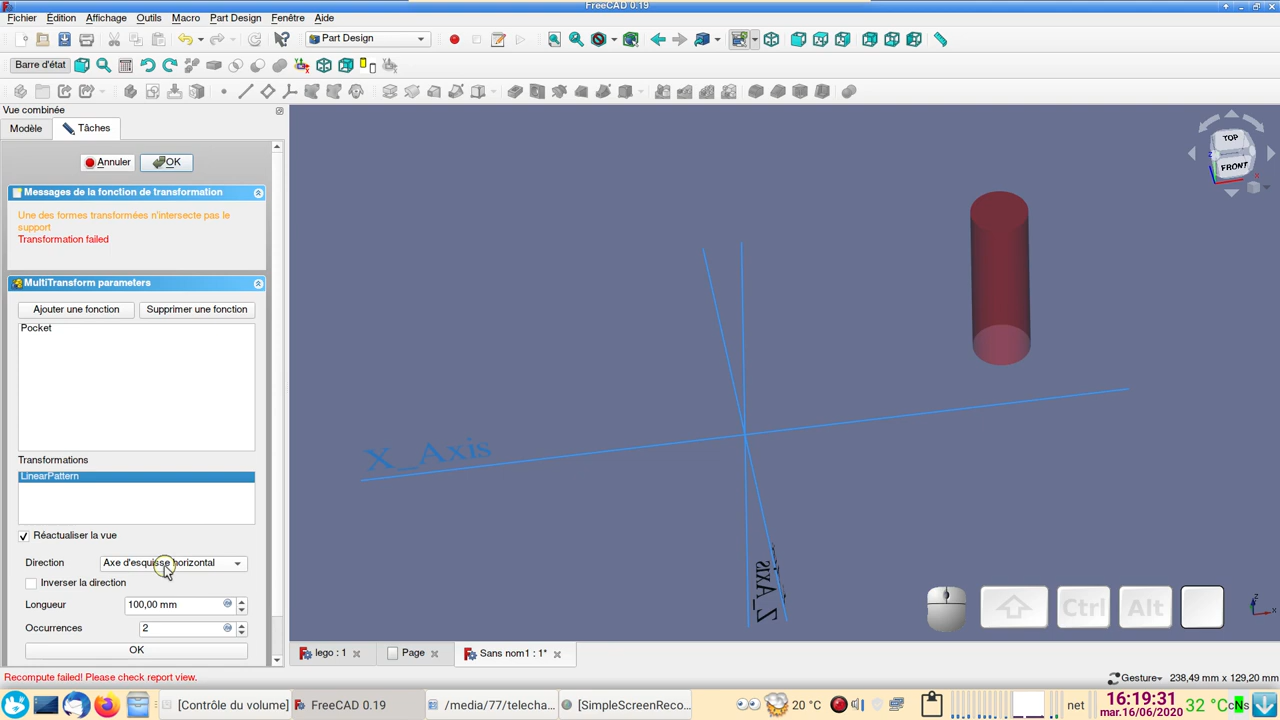 FreeCAD 0.19
Fichier Édition Affichage Outils Macro Part Design Fenêtre Aide
Part Design
Barre d'état
Vue combinée
Modèle Tâches
Annuler OK
Messages de la fonction de transformation
Une des formes transformées n'intersecte pas le
support
Transformation failed
MultiTransform parameters
Ajouter une fonction Supprimer une fonction
Pocket
Transformations
LinearPattern
Réactualiser la vue
Direction Axe d'esquisse horizontal
Inverser la direction
Longueur 100,00 mm
Occurrences 2
OK
TOP
FRONT
X_Axis
Z_Axis
Ctrl Alt
lego : 1 Page Sans nom1 : 1*
Recompute failed! Please check report view.
Gesture 238,49 mm x 129,20 mm
[Contrôle du volume] FreeCAD 0.19 /media/77/telecha... [SimpleScreenReco...
20 °C
net
16:19:31
mar.16/06/2020
32 °C